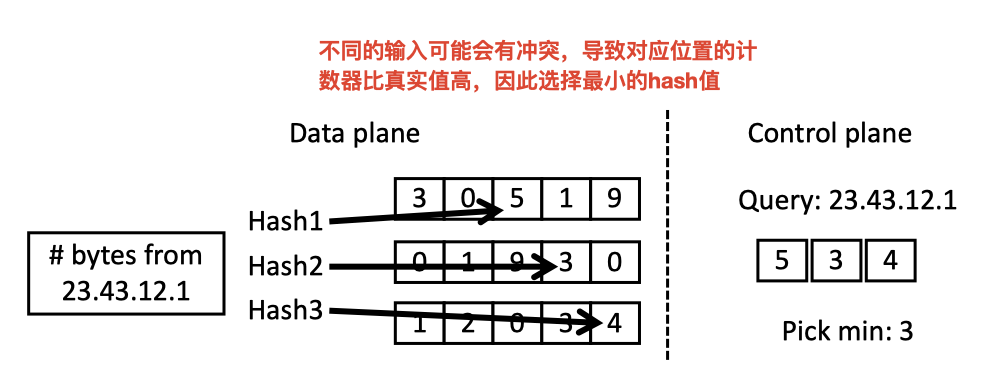 不同的输入可能会有冲突，导致对应位置的计
数器比真实值高，因此选择最小的hash值
Data plane
Control plane
3 0 5 1 9
Query: 23.43.12.1
Hash1
# bytes from
23.43.12.1
Hash2
0 1 9 3 0
5 3 4
Hash3
1 2 0 3 4
Pick min: 3